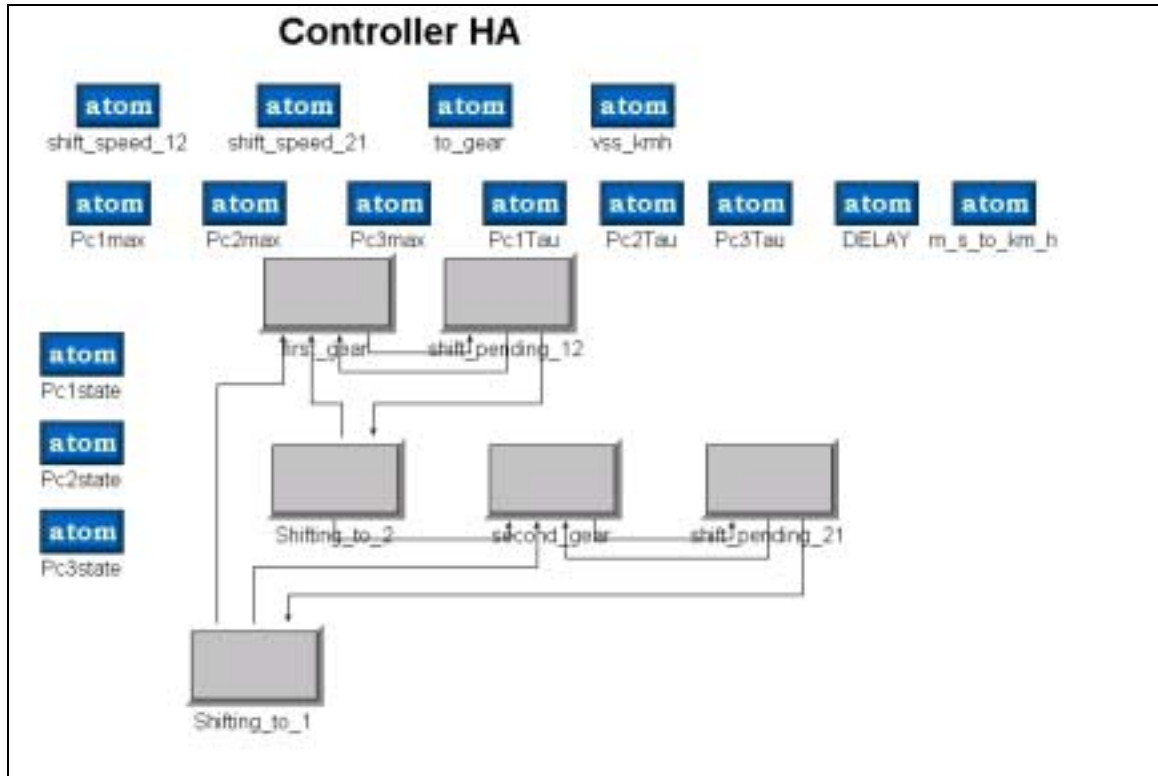 Controller HA
atom atom atom atom
shift_speed_12 shift_speed_21 to_gear vss_kmh
atom atom atom atom atom atom atom atom
Pc1max Pc2max Pc3max Pc1Tau Pc2Tau Pc3Tau DELAY m_s_to_km_h
first_gear shift_pending_12
atom
Pc1state
atom
Pc2state
Shifting_to_2 second_gear shift_pending_21
atom
Pc3state
Shifting_to_1